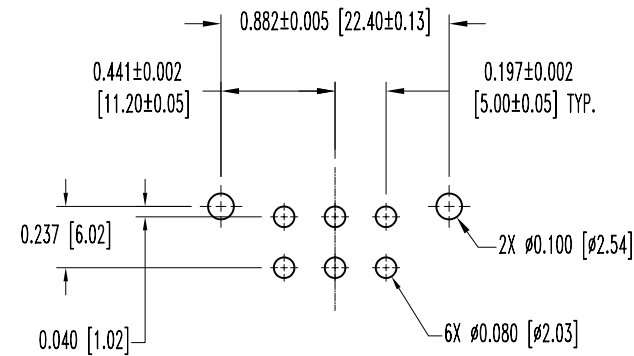 0.882±0.005 [22.40±0.13]
0.441±0.002
[11.20±0.05]
0.197±0.002
[5.00±0.05] TYP.
0.237 [6.02]
2X ø0.100 [ø2.54]
0.040 [1.02]
6X ø0.080 [ø2.03]